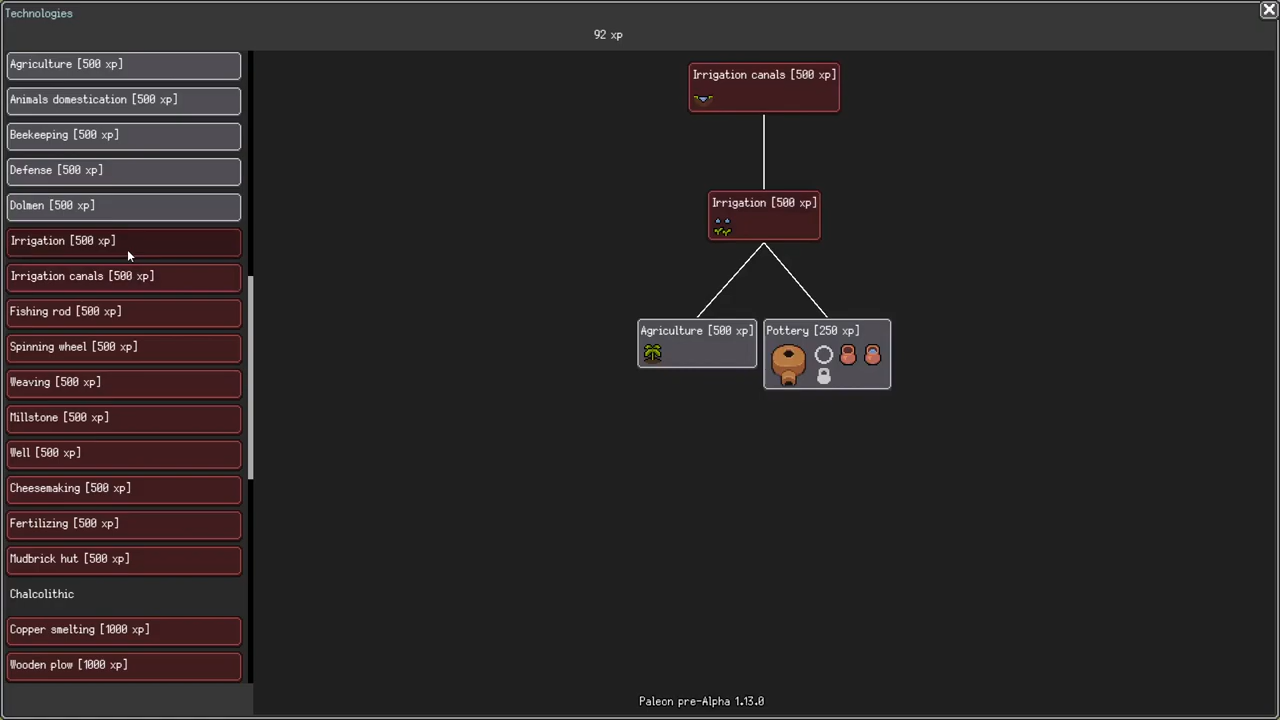 Technologies
92 xp
Agriculture [500 xp]
Animals domestication [500 xp]
Beekeeping [500 xp]
Defense [500 xp]
Dolmen [500 xp]
Irrigation [500 xp]
Irrigation canals [500 xp]
Fishing rod [500 xp]
Spinning wheel [500 xp]
Weaving [500 xp]
Millstone [500 xp]
Well [500 xp]
Cheesemaking [500 xp]
Fertilizing [500 xp]
Mudbrick hut [500 xp]
Chalcolithic
Copper smelting [1000 xp]
Wooden plow [1000 xp]
Irrigation canals [500 xp]
Irrigation [500 xp]
Agriculture [500 xp]
Pottery [250 xp]
Paleon pre-Alpha 1.13.0